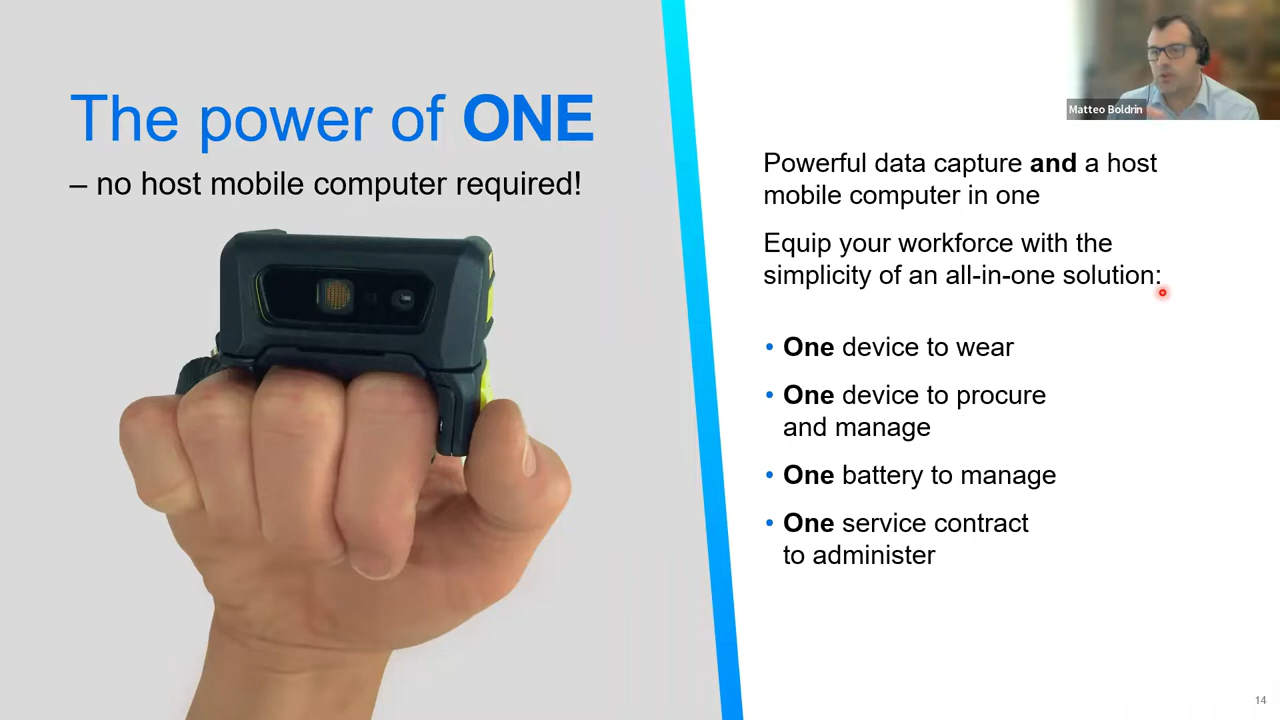 The power of ONE
– no host mobile computer required!
Matteo Boldrin
Powerful data capture and a host
mobile computer in one
Equip your workforce with the
simplicity of an all-in-one solution:
• One device to wear
• One device to procure
and manage
• One battery to manage
• One service contract
to administer
14